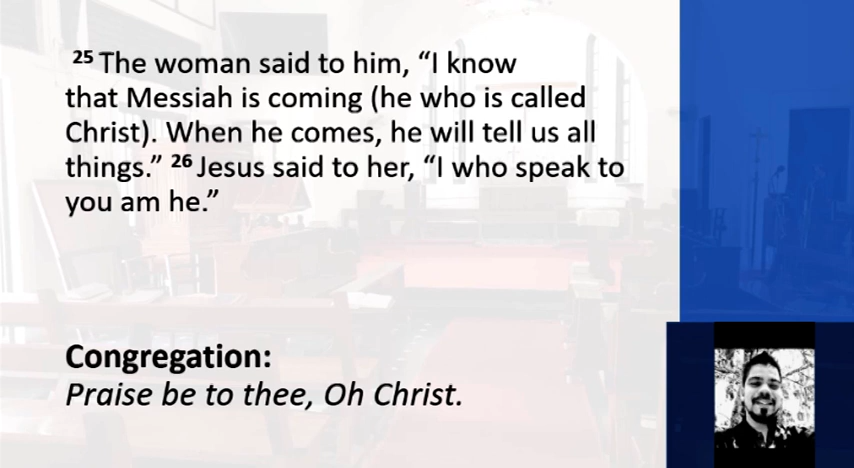 25 The woman said to him, “I know
that Messiah is coming (he who is called
Christ). When he comes, he will tell us all
things.” 26 Jesus said to her, “I who speak to
you am he.”
Congregation:
Praise be to thee, Oh Christ.